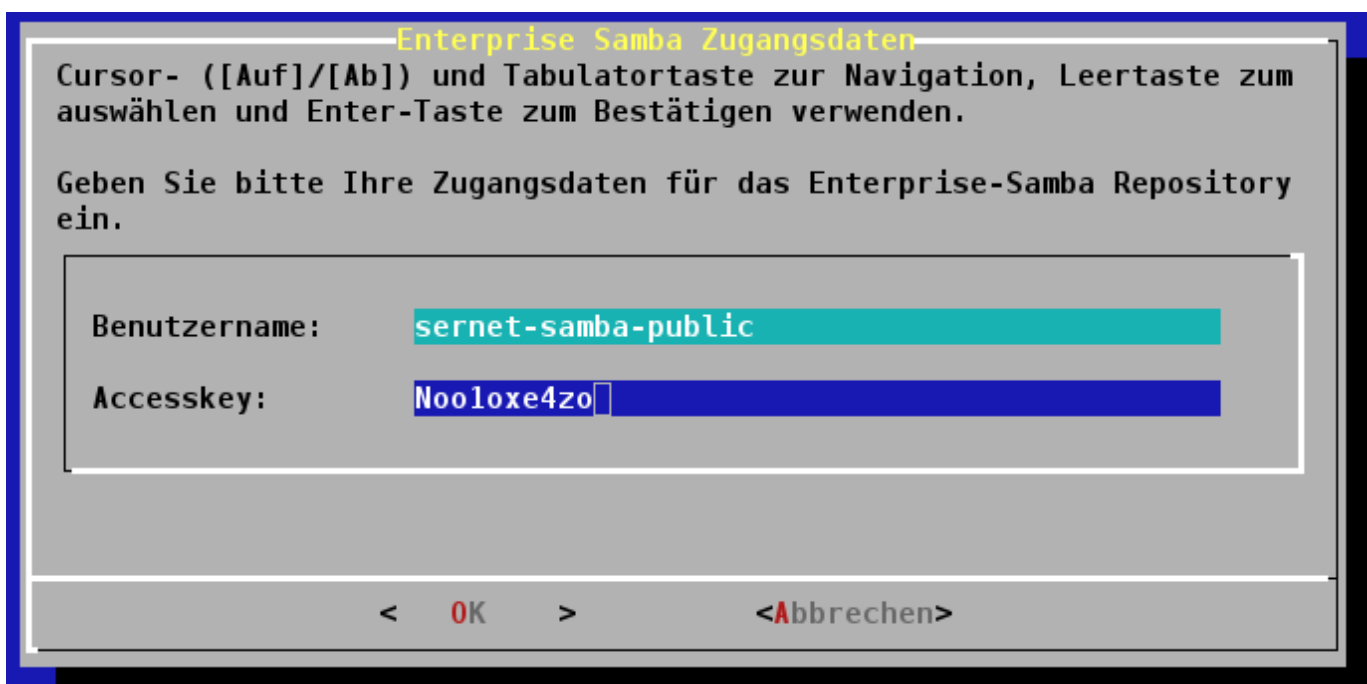 Enterprise Samba Zugangsdaten
Cursor- ([Auf]/[Ab]) und Tabulatortaste zur Navigation, Leertaste zum
auswählen und Enter-Taste zum Bestätigen verwenden.
Geben Sie bitte Ihre Zugangsdaten für das Enterprise-Samba Repository
ein.
Benutzername: sernet-samba-public
Accesskey: Nooloxe4zo
< OK > <Abbrechen>